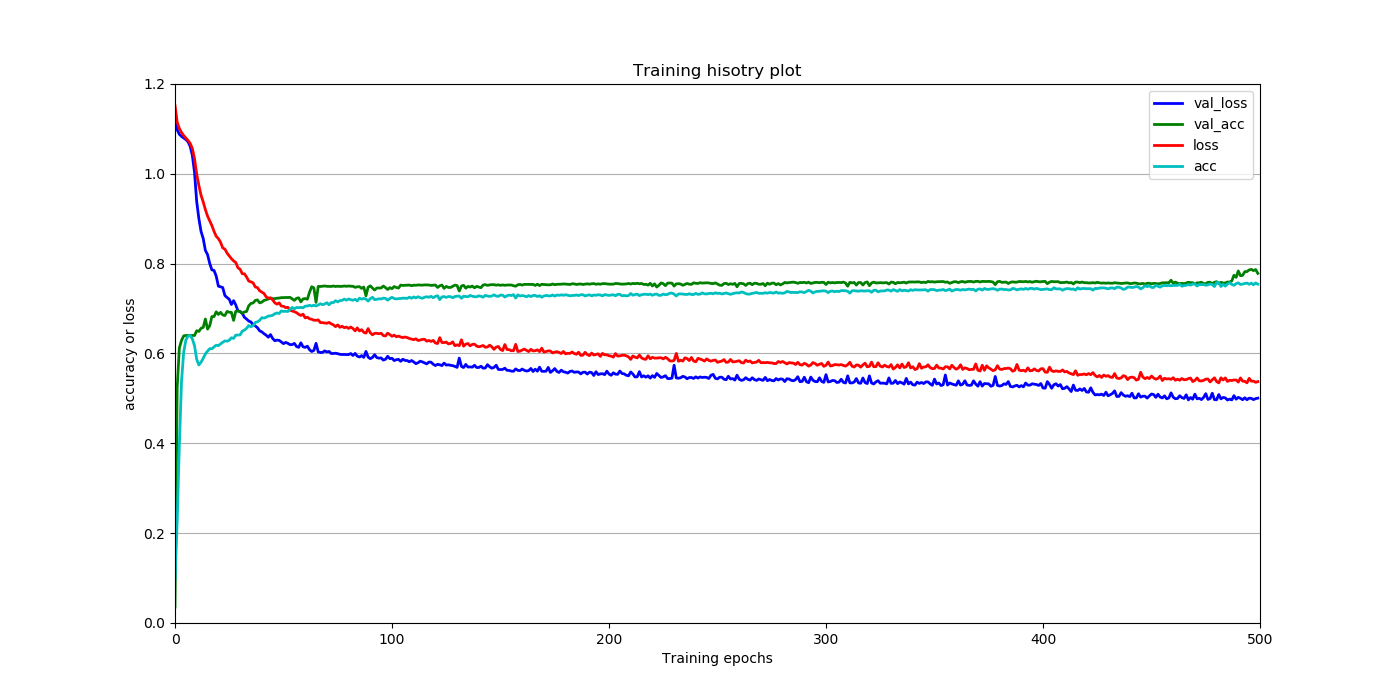 Training hisotry plot
1.2
1.0
0.8
0.6
0.4
0.2
0.0
accuracy or loss
val_loss
val_acc
loss
acc
0 100 200 300 400 500
Training epochs